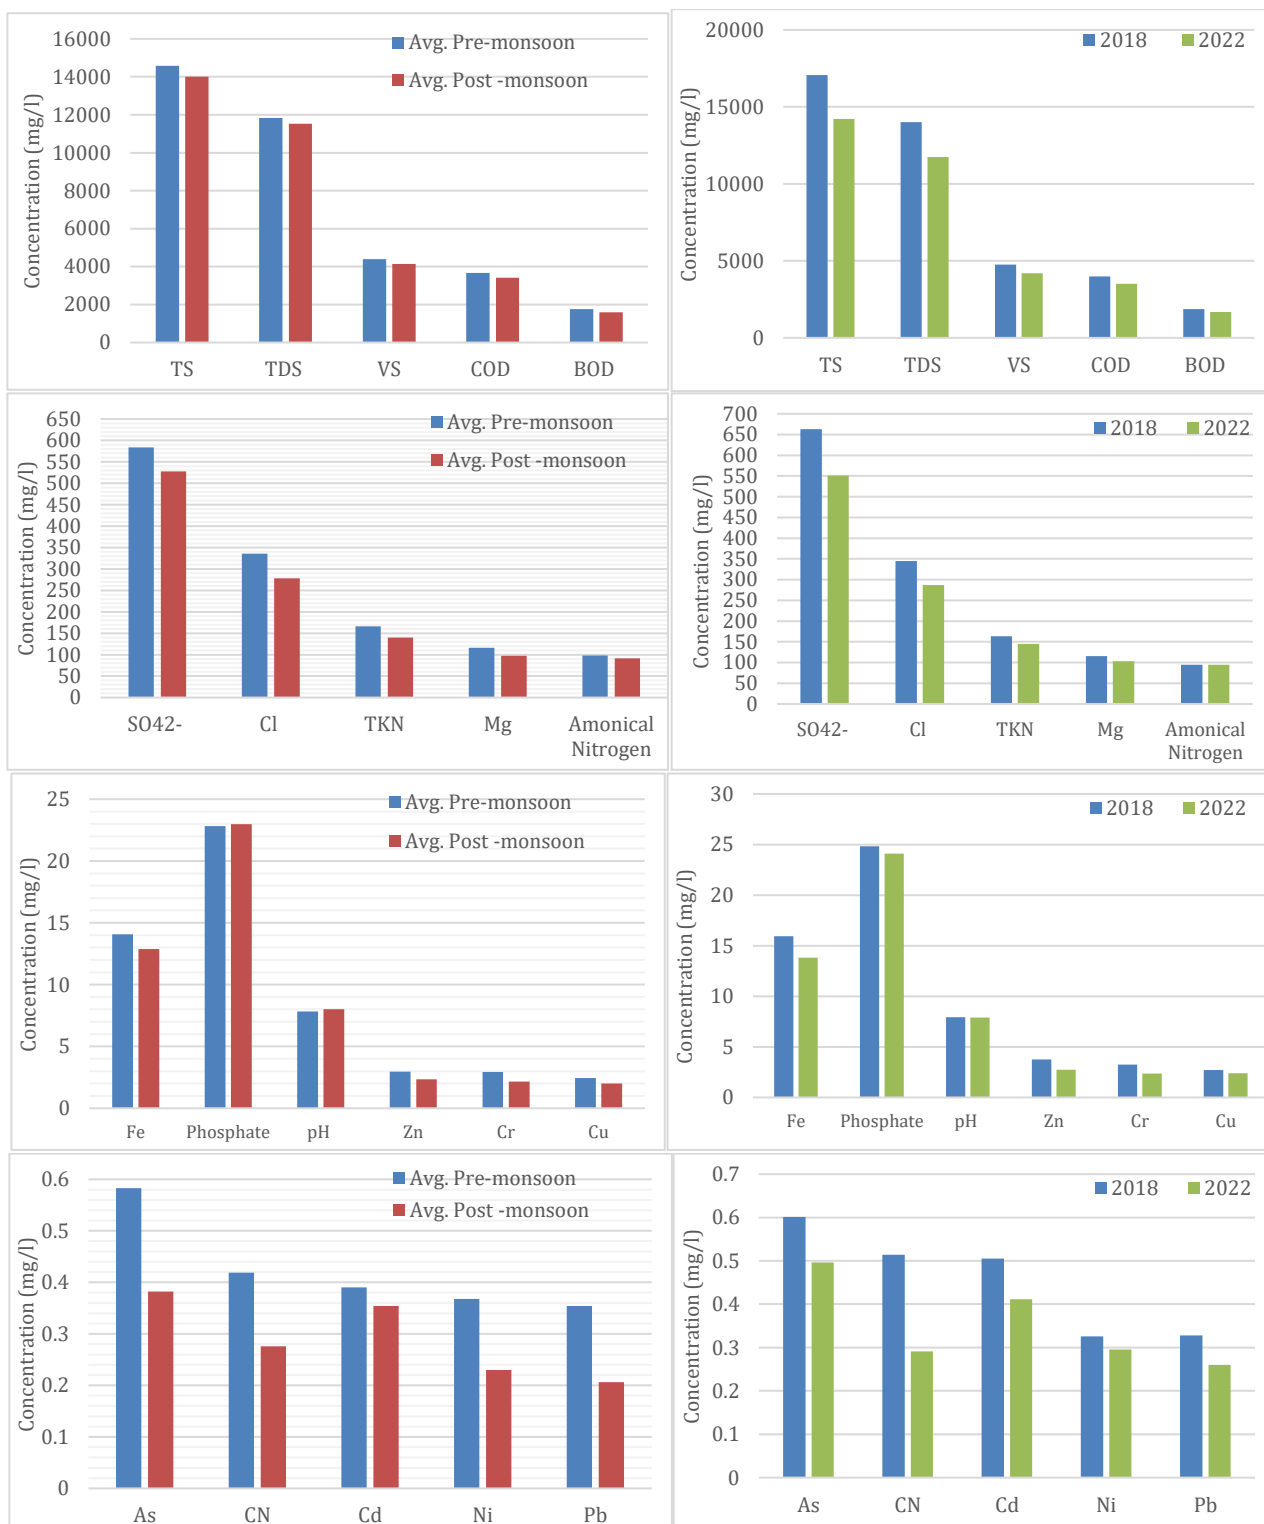 Concentration (mg/l)
16000
14000
12000
10000
8000
6000
4000
2000
0
Avg. Pre-monsoon
Avg. Post -monsoon
TS TDS VS COD BOD
Concentration (mg/l)
20000
15000
10000
5000
0
2018 2022
TS TDS VS COD BOD
Concentration (mg/l)
650
600
550
500
450
400
350
300
250
200
150
100
50
0
Avg. Pre-monsoon
Avg. Post -monsoon
SO42- Cl TKN Mg Amonical
Nitrogen
Concentration (mg/l)
700
650
600
550
500
450
400
350
300
250
200
150
100
50
0
2018 2022
SO42- Cl TKN Mg Amonical
Nitrogen
Concentration (mg/l)
25
20
15
10
5
0
Avg. Pre-monsoon
Avg. Post -monsoon
Fe Phosphate pH Zn Cr Cu
Concentration (mg/l)
30
25
20
15
10
5
0
2018 2022
Fe Phosphate pH Zn Cr Cu
Concentration (mg/l)
0.6
0.5
0.4
0.3
0.2
0.1
0
Avg. Pre-monsoon
Avg. Post -monsoon
As CN Cd Ni Pb
Concentration (mg/l)
0.7
0.6
0.5
0.4
0.3
0.2
0.1
0
2018 2022
As CN Cd Ni Pb